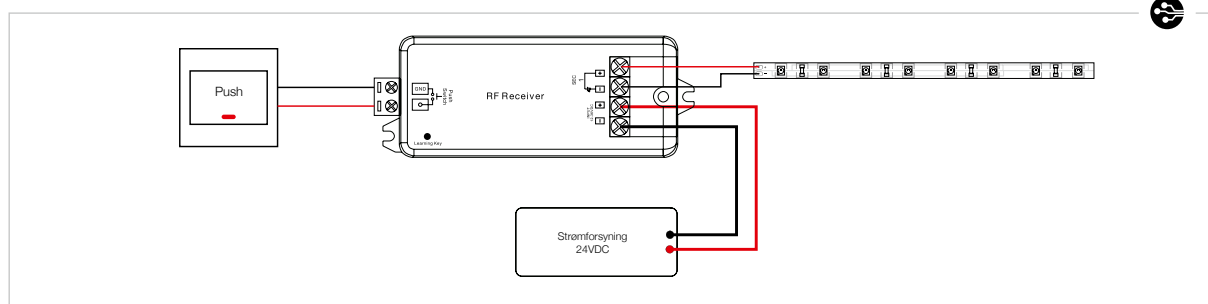 Push
GND
Push
Switch
Learning Key
RF Receiver
L
+
-
+
-
Strømforsyning
24VDC
+
-